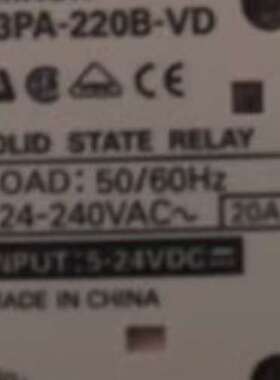 3PA-220B-VD
CE
OLID STATE RELAY
OAD: 50/60Hz
24-240VAC~ 20A
NPUT: 5-24VDC
ADE IN CHINA